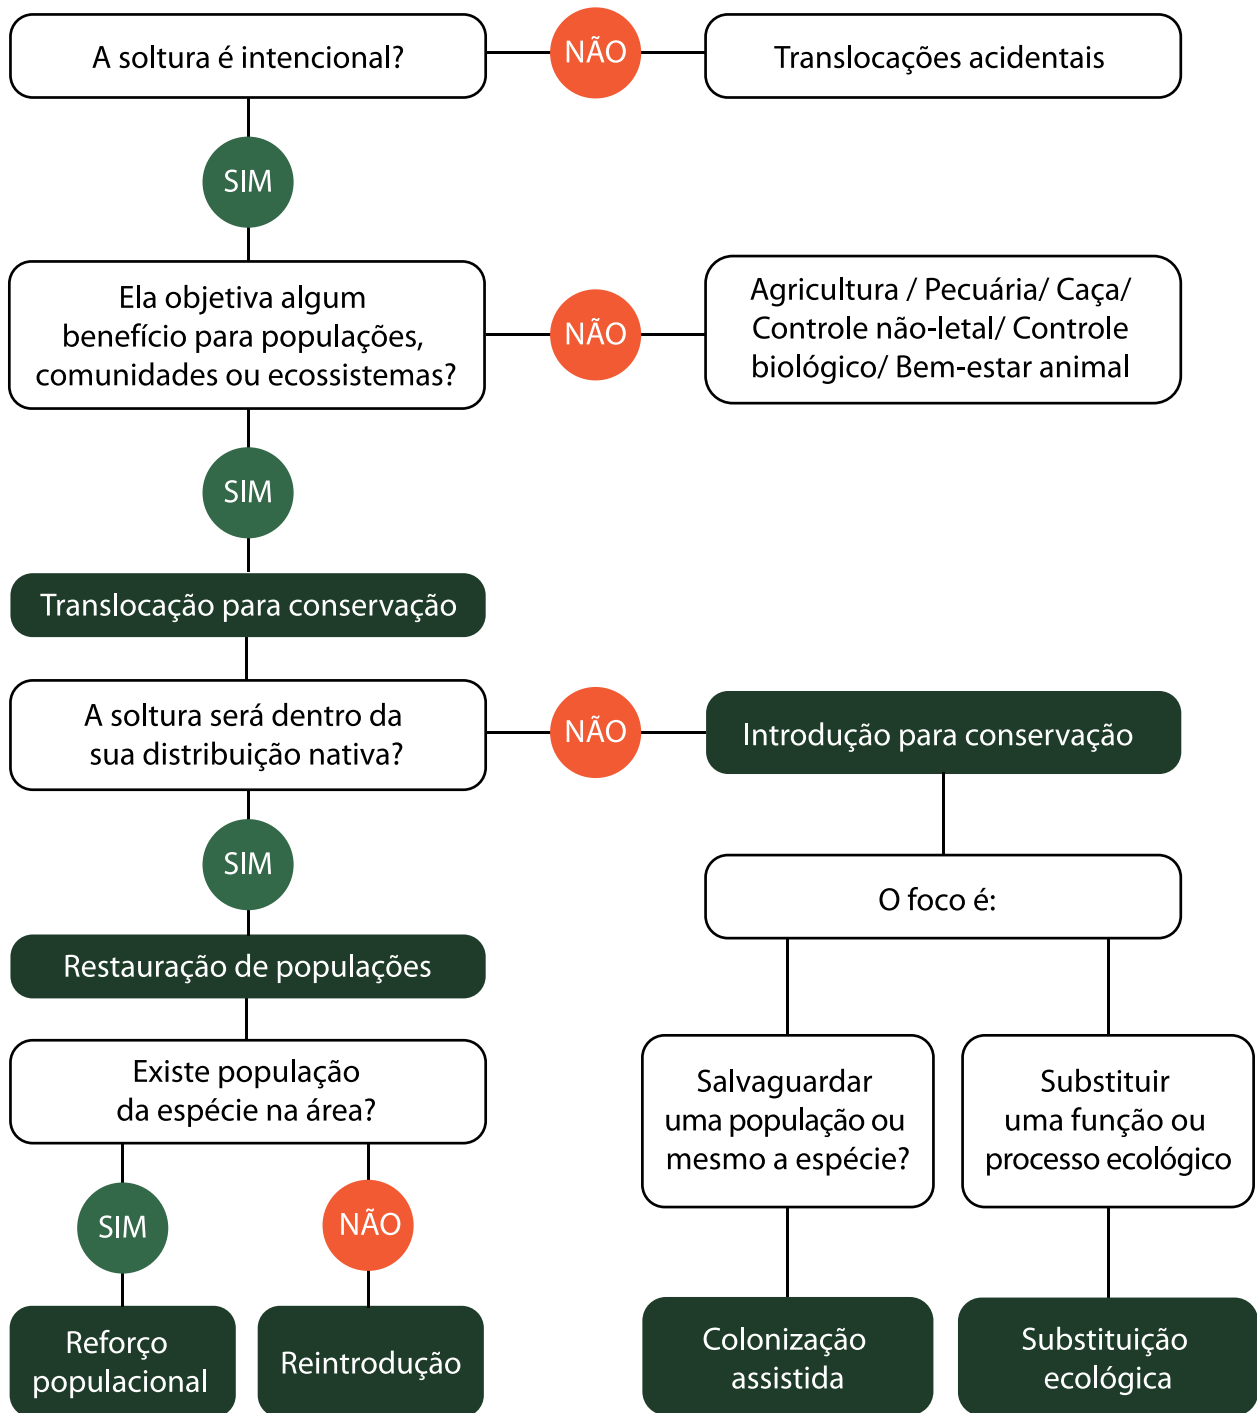 A soltura é intencional?
NÃO
Translocações acidentais
SIM
Ela objetiva algum
benefício para populações,
comunidades ou ecossistemas?
NÃO
Agricultura / Pecuária/ Caça/
Controle não-letal/ Controle
biológico/ Bem-estar animal
SIM
Translocação para conservação
A soltura será dentro da
sua distribuição nativa?
NÃO
Introdução para conservação
SIM
O foco é:
Restauração de populações
Existe população
da espécie na área?
Salvaguardar
uma população ou
mesmo a espécie?
Substituir
uma função ou
processo ecológico
SIM
NÃO
Reforço
populacional
Reintrodução
Colonização
assistida
Substituição
ecológica